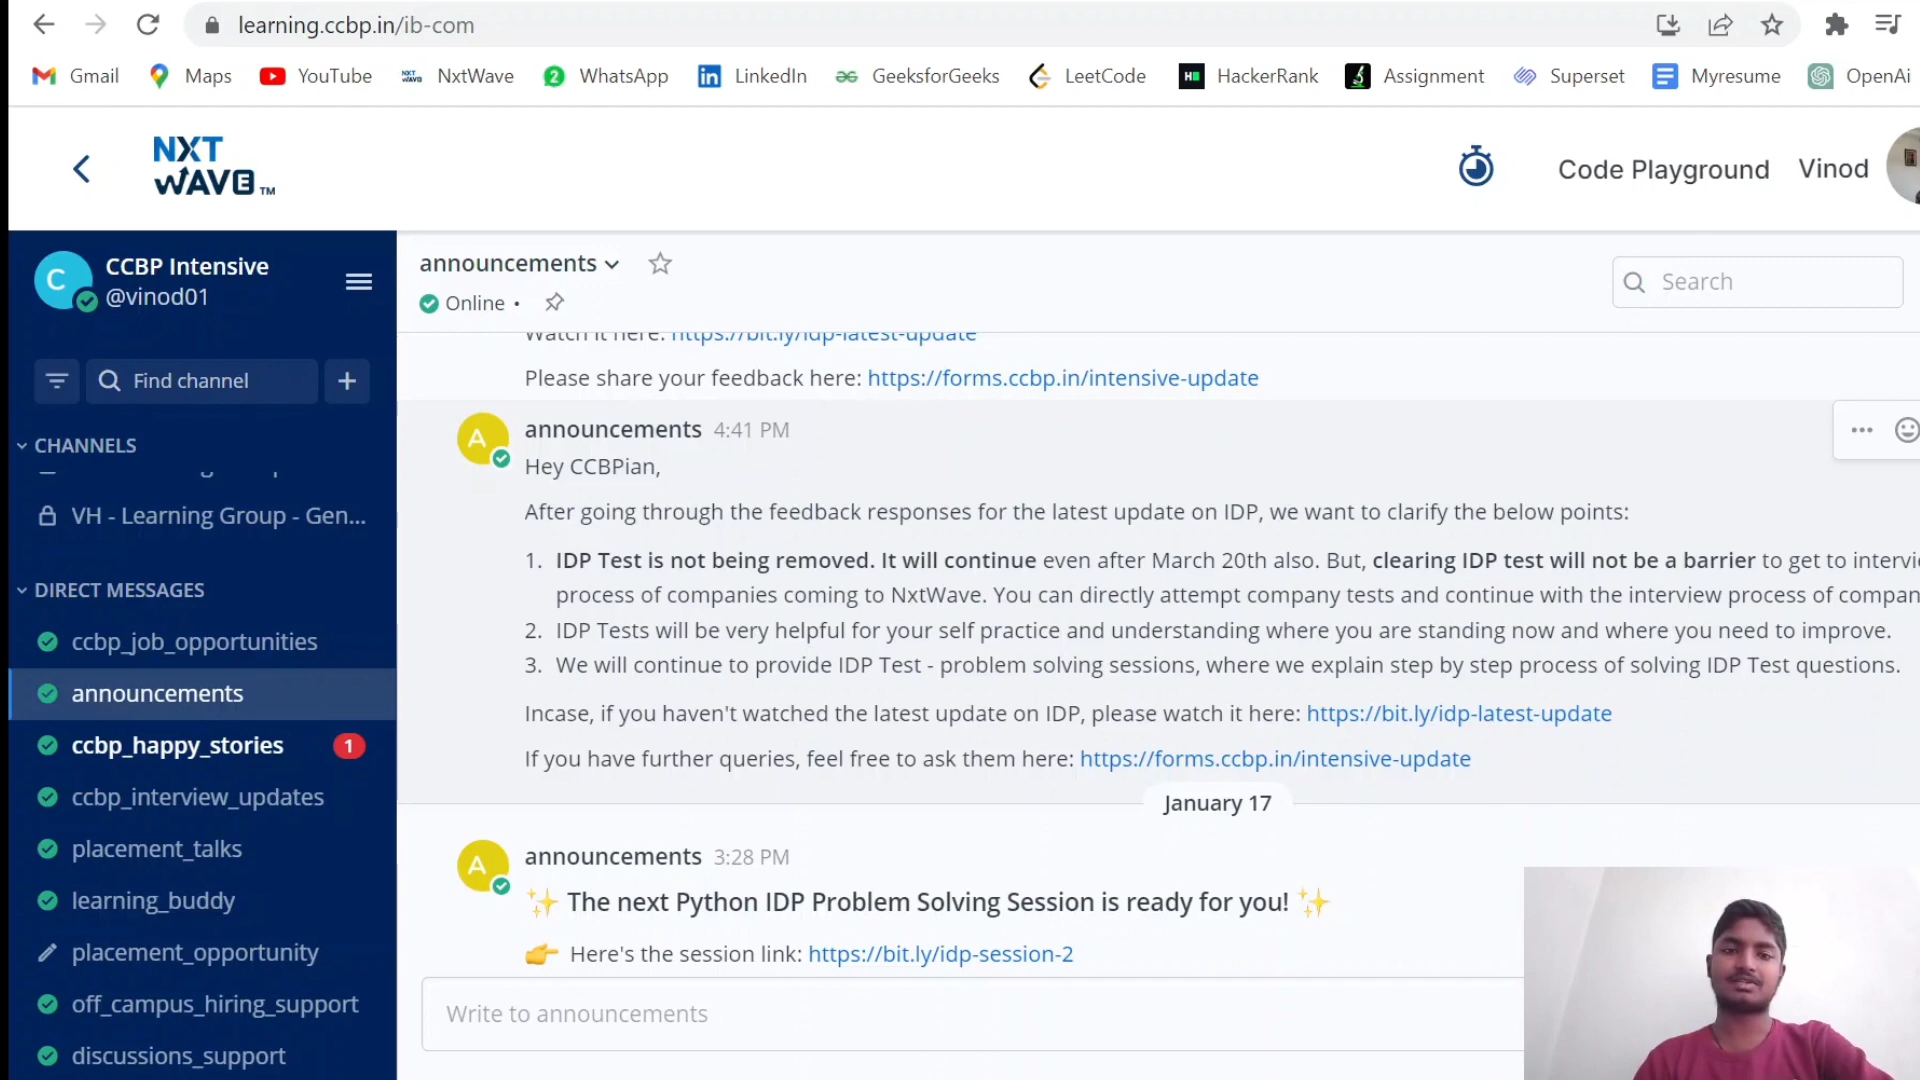 learning.ccbp.in/ib-com
Gmail Maps YouTube NxtWave WhatsApp LinkedIn GeeksforGeeks LeetCode HackerRank Assignment Superset Myresume OpenAi
NXT
WAVE TM
Code Playground Vinod
C
CCBP Intensive
@vinod01
announcements
Search
Online •
Find channel
Watch it here: https://bit.ly/idp-latest-update
Please share your feedback here: https://forms.ccbp.in/intensive-update
CHANNELS
VH - Learning Group - Gen...
DIRECT MESSAGES
ccbp_job_opportunities
announcements
ccbp_happy_stories 1
ccbp_interview_updates
placement_talks
learning_buddy
placement_opportunity
off_campus_hiring_support
discussions_support
A
announcements 4:41 PM
Hey CCBPian,
After going through the feedback responses for the latest update on IDP, we want to clarify the below points:
1. IDP Test is not being removed. It will continue even after March 20th also. But, clearing IDP test will not be a barrier to get to
process of companies coming to NxtWave. You can directly attempt company tests and continue with the interview process of
2. IDP Tests will be very helpful for your self practice and understanding where you are standing now and where you need to improve.
3. We will continue to provide IDP Test - problem solving sessions, where we explain step by step process of solving IDP Test questions.
Incase, if you haven't watched the latest update on IDP, please watch it here: https://bit.ly/idp-latest-update
If you have further queries, feel free to ask them here: https://forms.ccbp.in/intensive-update
January 17
A
announcements 3:28 PM
The next Python IDP Problem Solving Session is ready for you!
Here's the session link: https://bit.ly/idp-session-2
Write to announcements